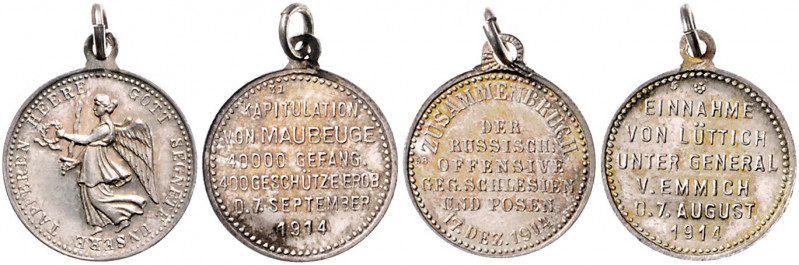 GOTT SEGNETE UNSERE TAPFEREN HEERE
KAPITULATION
VON MAUBEUGE
40000 GEFANG.
400 GESCHÜTZE EROB.
D. 7. SEPTEMBER
1914
ZUSAMMENBRUCH
DER
RUSSISCH.
OFFENSIVE
GEG. SCHLESIEN
UND POSEN
17. DEZ. 1914
EINNAHME
VON LÜTTICH
UNTER GENERAL
V. EMMICH
D. 7. AUGUST
1914